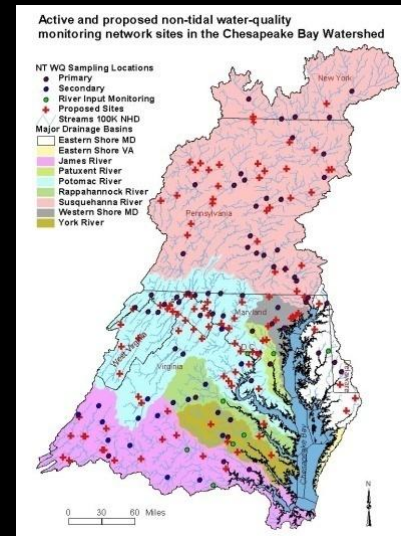 Active and proposed non-tidal water-quality
monitoring network sites in the Chesapeake Bay Watershed
NT WQ Sampling Locations
Primary
Secondary
River Input Monitoring
Proposed Sites
Streams 100K NHD
Major Drainage Basins
Eastern Shore MD
Eastern Shore VA
James River
Patuxent River
Potomac River
Rappahannock River
Susquehanna River
Western Shore MD
York River
New York
Pennsylvania
Maryland
West Virginia
D.C.
Delaware
Virginia
Chesapeake Bay
N
0 30 60 Miles